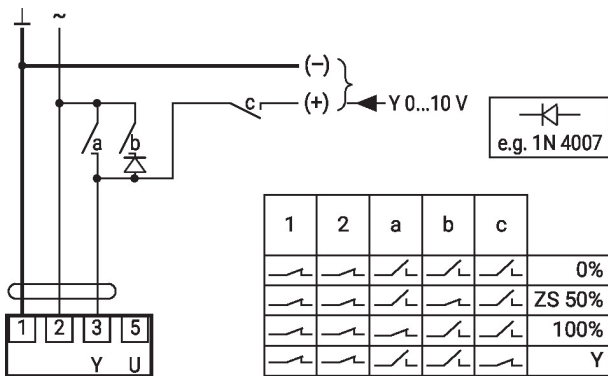 ⊥ ~
(–)
c (+) Y 0...10 V
a b
e.g. 1N 4007
1 2 a b c
0%
ZS 50%
100%
Y
1 2 3 5
Y U